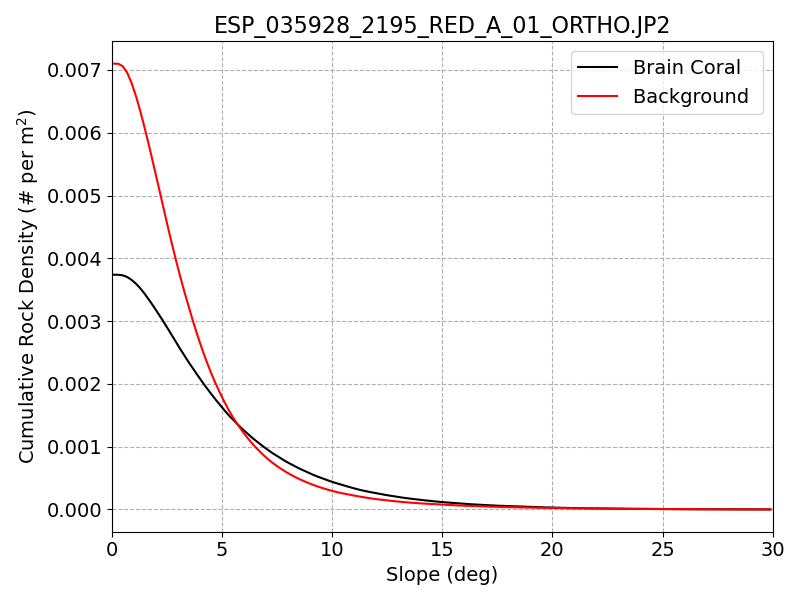 ESP_035928_2195_RED_A_01_ORTHO.JP2
Brain Coral
Background
Cumulative Rock Density (# per m²)
0.007
0.006
0.005
0.004
0.003
0.002
0.001
0.000
0 5 10 15 20 25 30
Slope (deg)